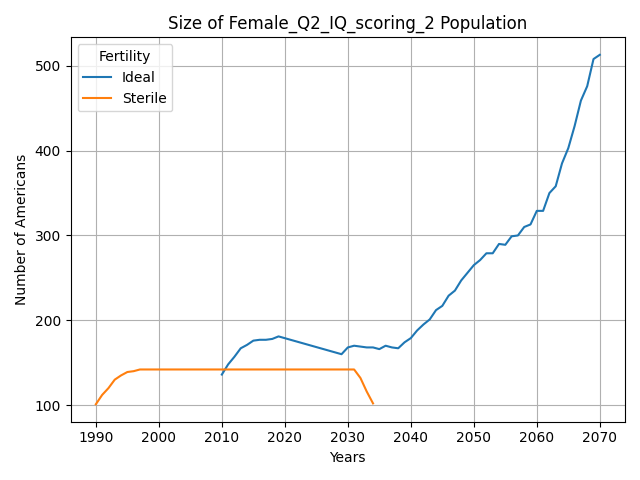 Size of Female_Q2_IQ_scoring_2 Population
Fertility
Ideal
Sterile
Number of Americans
500
400
300
200
100
1990 2000 2010 2020 2030 2040 2050 2060 2070
Years